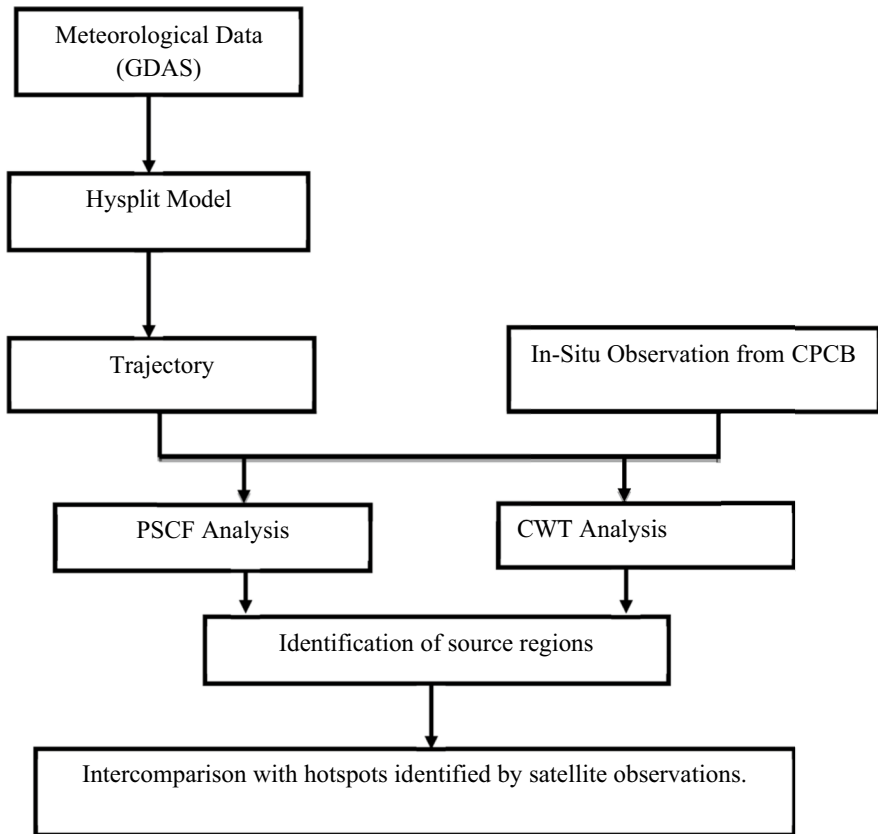 Meteorological Data
(GDAS)
Hysplit Model
Trajectory
In-Situ Observation from CPCB
PSCF Analysis
CWT Analysis
Identification of source regions
Intercomparison with hotspots identified by satellite observations.